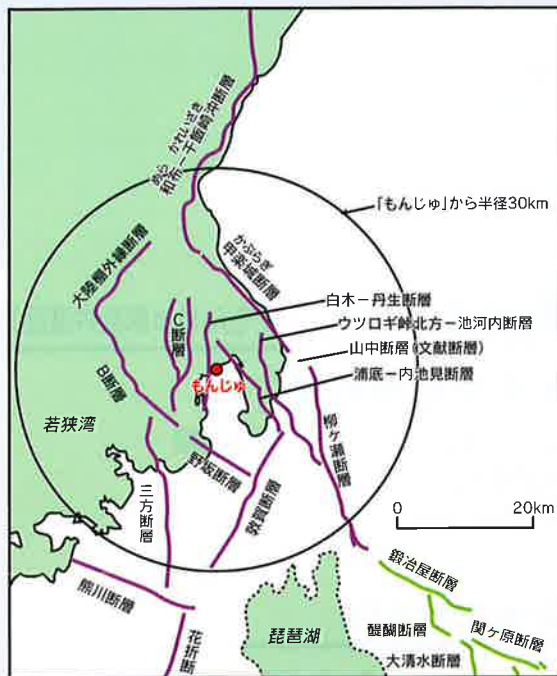 めら かれいざき
和布－干飯崎沖断層
「もんじゅ」から半径30km
かぶらぎ
甲楽城断層
大陸棚外縁断層
白木－丹生断層
C断層
ウツロギ峠北方－池河内断層
山中断層(文献断層)
B断層
もんじゅ
浦底－内池見断層
若狭湾
野坂断層
柳ヶ瀬断層
三方断層
敦賀断層
0 20km
熊川断層
鍛冶屋断層
花折断
琵琶湖
醍醐断層
関ヶ原断層
大清水断層